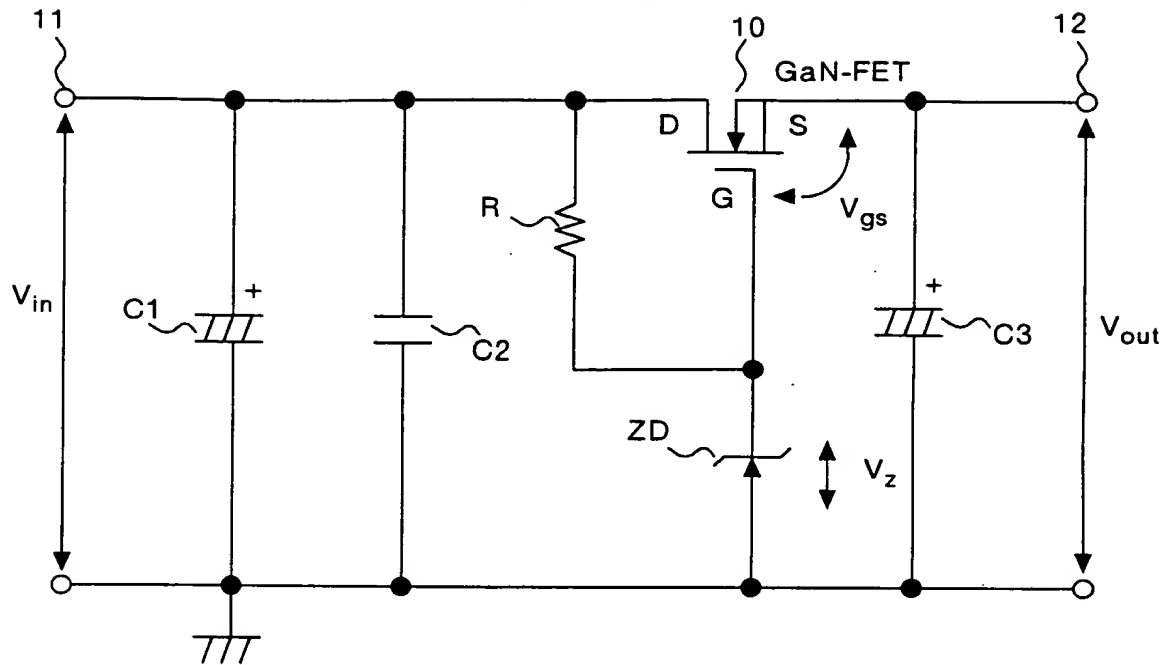 11
10
12
GaN-FET
D
S
G
V_gs
R
V_in
C1
+
C2
+
C3
V_out
ZD
V_z